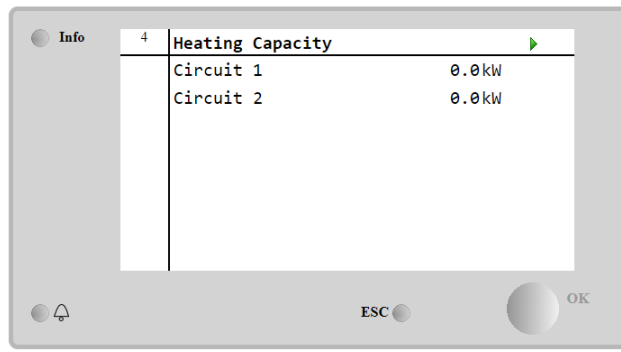 Info
4 Heating Capacity
Circuit 1 0.0kW
Circuit 2 0.0kW
ESC
OK